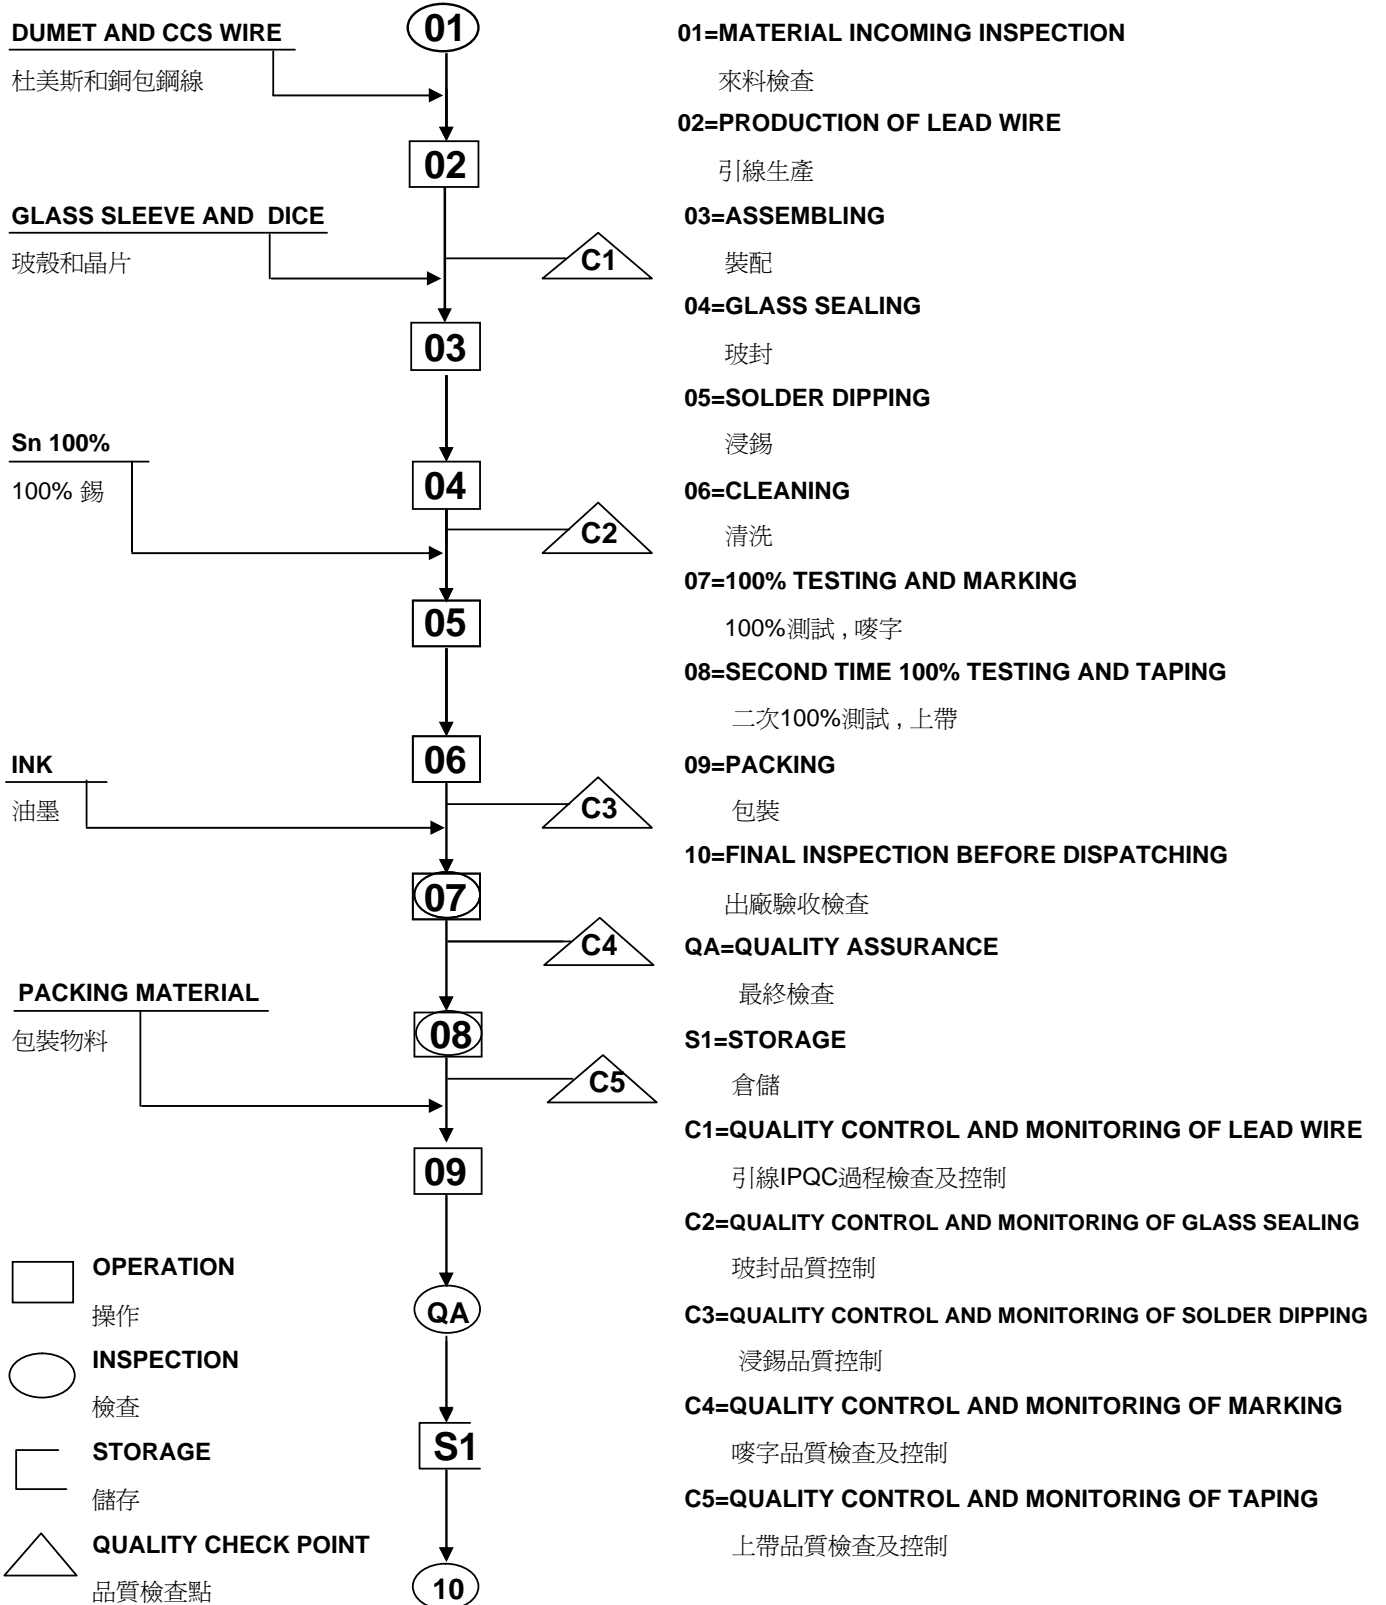 DUMET AND CCS WIRE
杜美斯和銅包鋼線
GLASS SLEEVE AND DICE
玻殼和晶片
Sn 100%
100% 錫
INK
油墨
PACKING MATERIAL
包裝物料
OPERATION
操作
INSPECTION
檢查
STORAGE
儲存
QUALITY CHECK POINT
品質檢查點
01
02
C1
03
04
C2
05
06
C3
07
C4
08
C5
09
QA
S1
10
01=MATERIAL INCOMING INSPECTION
來料檢查
02=PRODUCTION OF LEAD WIRE
引線生產
03=ASSEMBLING
裝配
04=GLASS SEALING
玻封
05=SOLDER DIPPING
浸錫
06=CLEANING
清洗
07=100% TESTING AND MARKING
100%測試 , 嘜字
08=SECOND TIME 100% TESTING AND TAPING
二次100%測試 , 上帶
09=PACKING
包裝
10=FINAL INSPECTION BEFORE DISPATCHING
出廠驗收檢查
QA=QUALITY ASSURANCE
最終檢查
S1=STORAGE
倉儲
C1=QUALITY CONTROL AND MONITORING OF LEAD WIRE
引線IPQC過程檢查及控制
C2=QUALITY CONTROL AND MONITORING OF GLASS SEALING
玻封品質控制
C3=QUALITY CONTROL AND MONITORING OF SOLDER DIPPING
浸錫品質控制
C4=QUALITY CONTROL AND MONITORING OF MARKING
嘜字品質檢查及控制
C5=QUALITY CONTROL AND MONITORING OF TAPING
上帶品質檢查及控制